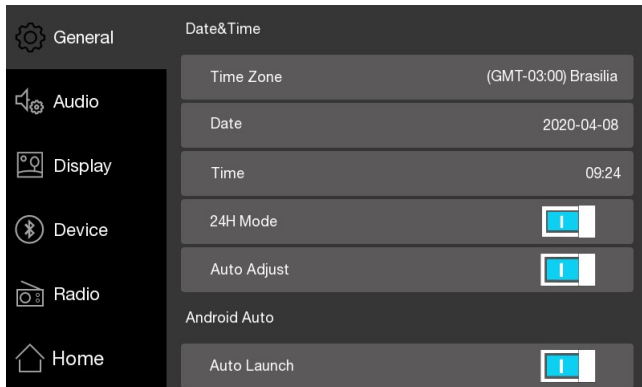 General
Audio
Display
Device
Radio
Home
Date&Time
Time Zone (GMT-03:00) Brasilia
Date 2020-04-08
Time 09:24
24H Mode
Auto Adjust
Android Auto
Auto Launch